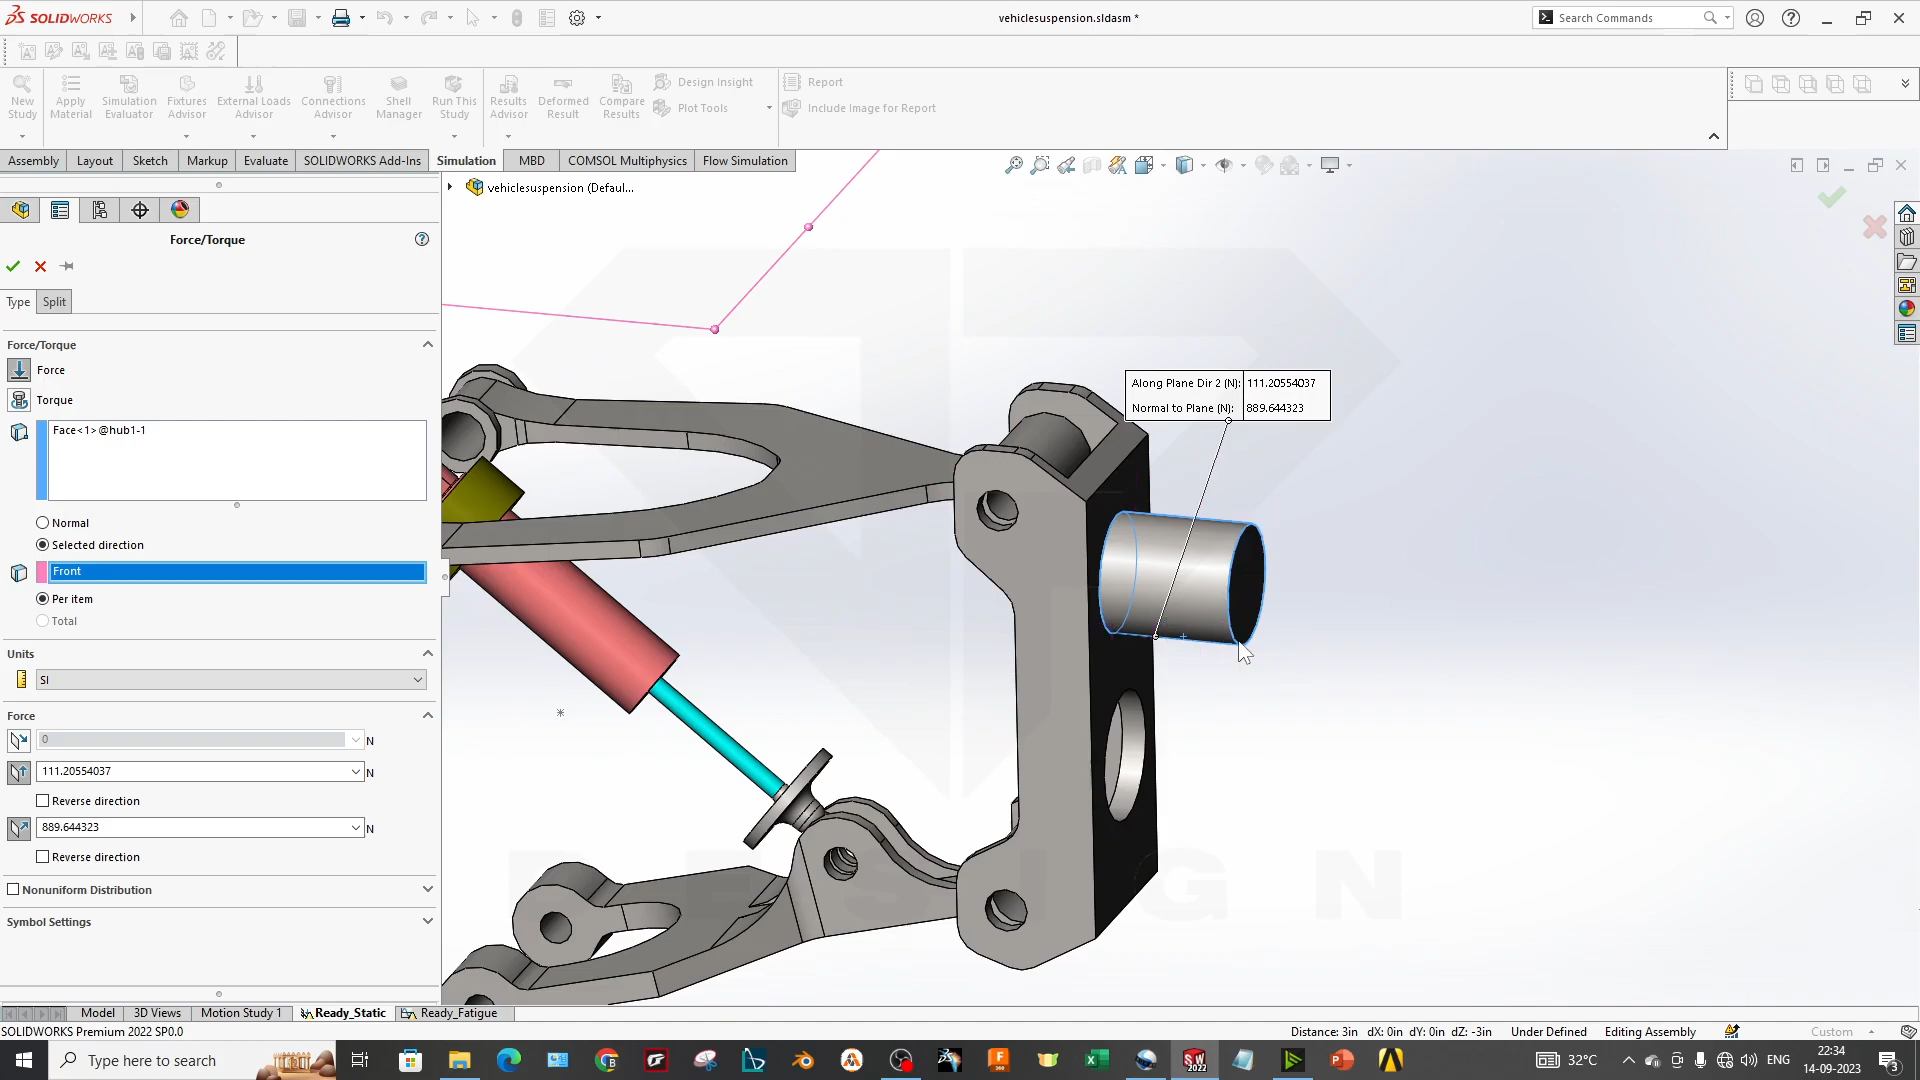 SOLIDWORKS
vehiclesuspension.sldasm *
Search Commands
New Study
Apply Material
Simulation Evaluator
Fixtures Advisor
External Loads Advisor
Connections Advisor
Shell Manager
Run This Study
Results Advisor
Deformed Result
Compare Results
Design Insight
Plot Tools
Report
Include Image for Report
Assembly
Layout
Sketch
Markup
Evaluate
SOLIDWORKS Add-Ins
Simulation
MBD
COMSOL Multiphysics
Flow Simulation
vehiclesuspension (Defaul...
Force/Torque
Type
Split
Force/Torque
Force
Torque
Face<1>@hub1-1
Normal
Selected direction
Front
Per item
Total
Units
SI
Force
0 N
111.20554037 N
Reverse direction
889.644323 N
Reverse direction
Nonuniform Distribution
Symbol Settings
Along Plane Dir 2 (N): 111.20554037
Normal to Plane (N): 889.644323
DESIGN
Model
3D Views
Motion Study 1
Ready_Static
Ready_Fatigue
SOLIDWORKS Premium 2022 SP0.0
Distance: 3in dX: 0in dY: 0in dZ: -3in
Under Defined
Editing Assembly
Custom
Type here to search
32°C
ENG
22:34
14-09-2023
3